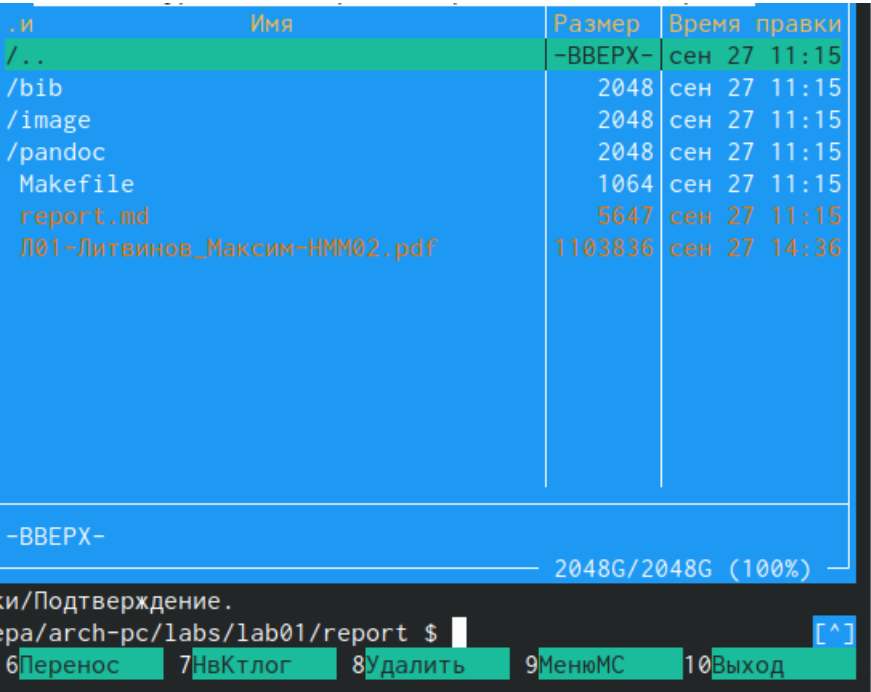 .и Имя Размер Время правки
/.. -ВВЕРХ- сен 27 11:15
/bib 2048 сен 27 11:15
/image 2048 сен 27 11:15
/pandoc 2048 сен 27 11:15
Makefile 1064 сен 27 11:15
report.md 5647 сен 27 11:15
Л01-Литвинов_Максим-НММ02.pdf 1103836 сен 27 14:36
-ВВЕРХ-
2048G/2048G (100%)
ки/Подтверждение.
ера/arch-pc/labs/lab01/report $ [^]
6Перенос 7НвКтлог 8Удалить 9МенюMC 10Выход